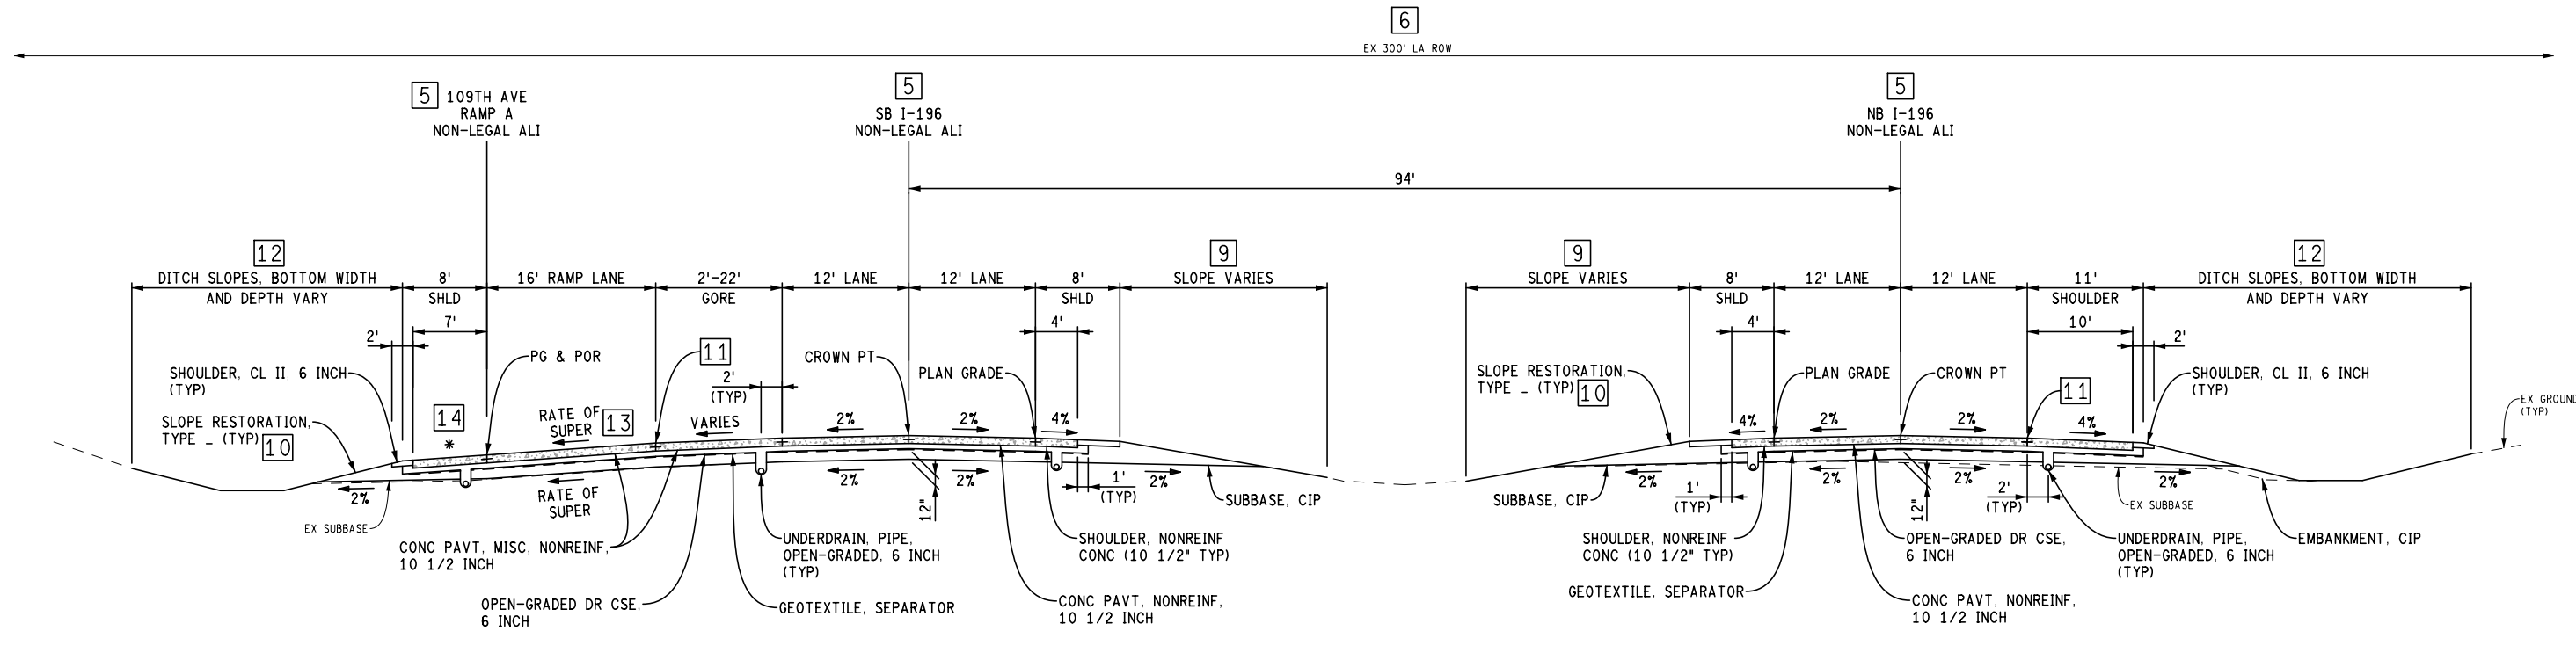 6
EX 300' LA ROW
5 109TH AVE
RAMP A
NON-LEGAL ALI
5
SB I-196
NON-LEGAL ALI
5
NB I-196
NON-LEGAL ALI
94'
12
DITCH SLOPES, BOTTOM WIDTH
AND DEPTH VARY
8'
SHLD
16' RAMP LANE
2'-22'
GORE
12' LANE
12' LANE
8'
SHLD
9
SLOPE VARIES
9
SLOPE VARIES
8'
SHLD
12' LANE
12' LANE
11'
SHOULDER
12
DITCH SLOPES, BOTTOM WIDTH
AND DEPTH VARY
7'
2'
4'
4'
10'
2'
SHOULDER, CL II, 6 INCH
(TYP)
PG & POR
11
2'
(TYP)
CROWN PT
PLAN GRADE
SLOPE RESTORATION,
TYPE _ (TYP) 10
PLAN GRADE
CROWN PT
11
SHOULDER, CL II, 6 INCH
(TYP)
EX GROUND
(TYP)
SLOPE RESTORATION,
TYPE _ (TYP) 10
14
*
RATE OF
SUPER
13
VARIES
2%
2%
4%
4%
2%
2%
4%
2%
RATE OF
SUPER
2%
2%
12"
1'
(TYP)
2%
SUBBASE, CIP
SUBBASE, CIP
2%
1'
(TYP)
2%
12"
2%
2'
(TYP)
2%
EX SUBBASE
EX SUBBASE
CONC PAVT, MISC, NONREINF,
10 1/2 INCH
UNDERDRAIN, PIPE,
OPEN-GRADED, 6 INCH
(TYP)
SHOULDER, NONREINF
CONC (10 1/2" TYP)
SHOULDER, NONREINF
CONC (10 1/2" TYP)
OPEN-GRADED DR CSE,
6 INCH
UNDERDRAIN, PIPE,
OPEN-GRADED, 6 INCH
(TYP)
EMBANKMENT, CIP
OPEN-GRADED DR CSE,
6 INCH
GEOTEXTILE, SEPARATOR
CONC PAVT, NONREINF,
10 1/2 INCH
GEOTEXTILE, SEPARATOR
CONC PAVT, NONREINF,
10 1/2 INCH